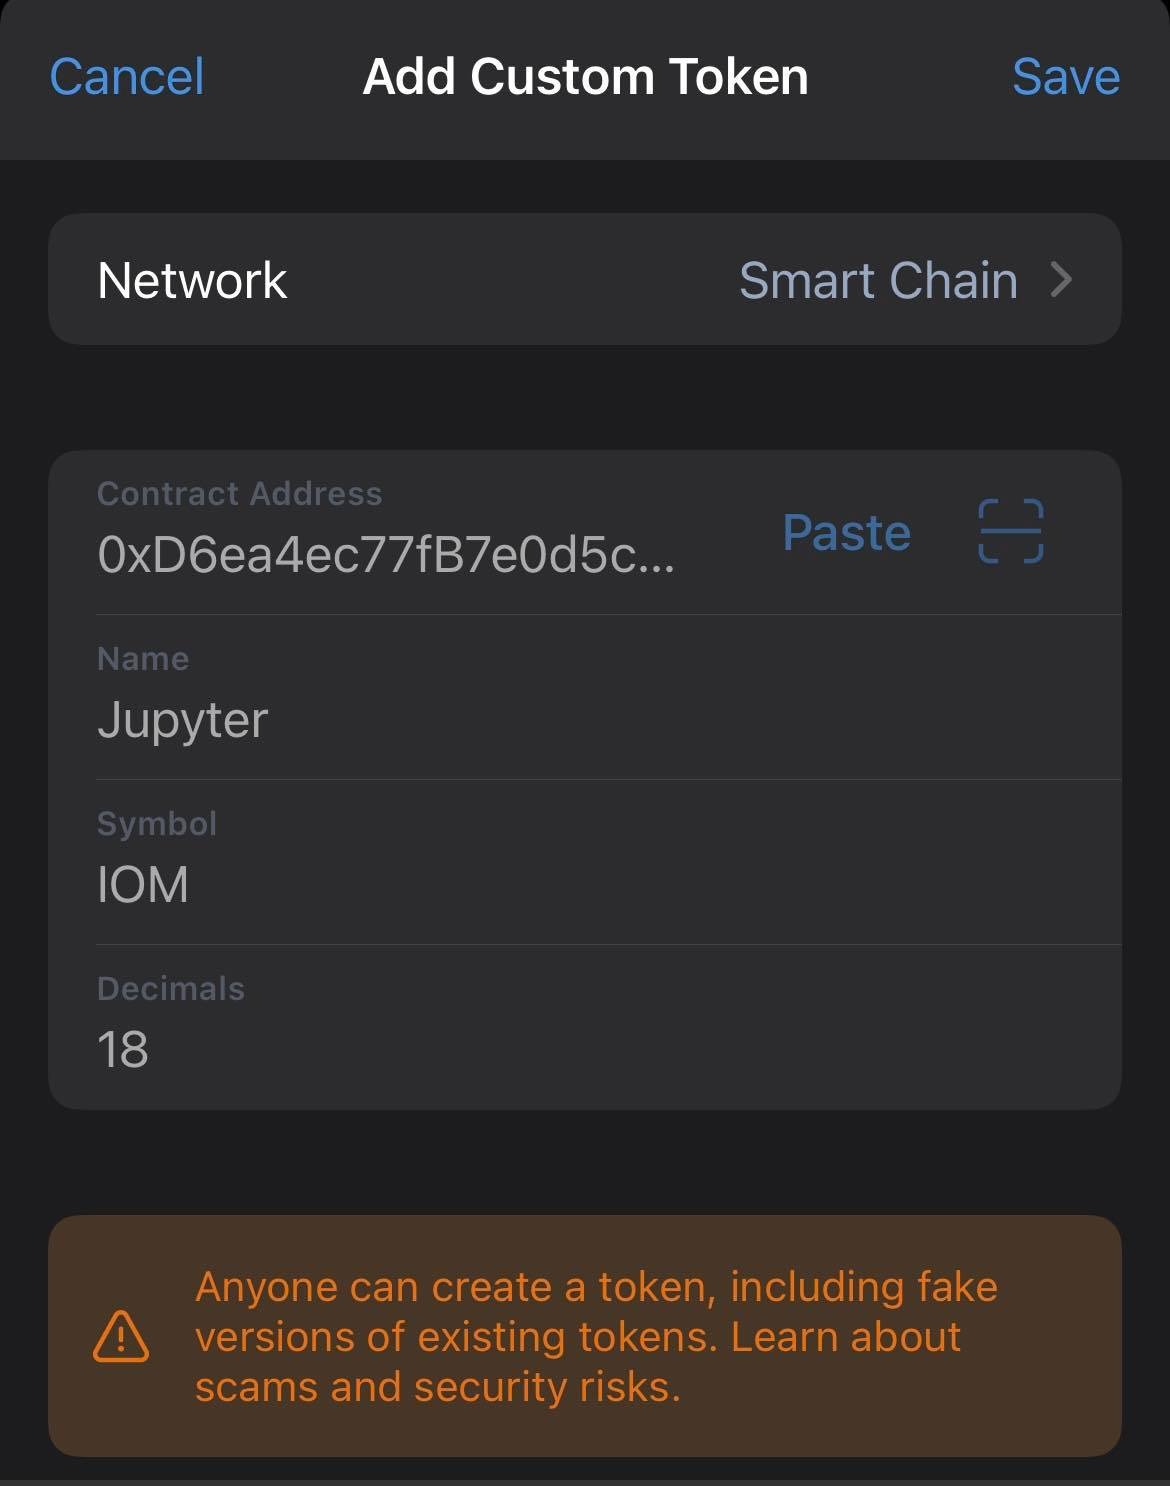 Cancel Add Custom Token Save
Network Smart Chain
Contract Address
0xD6ea4ec77fB7e0d5c... Paste
Name
Jupyter
Symbol
IOM
Decimals
18
Anyone can create a token, including fake
versions of existing tokens. Learn about
scams and security risks.